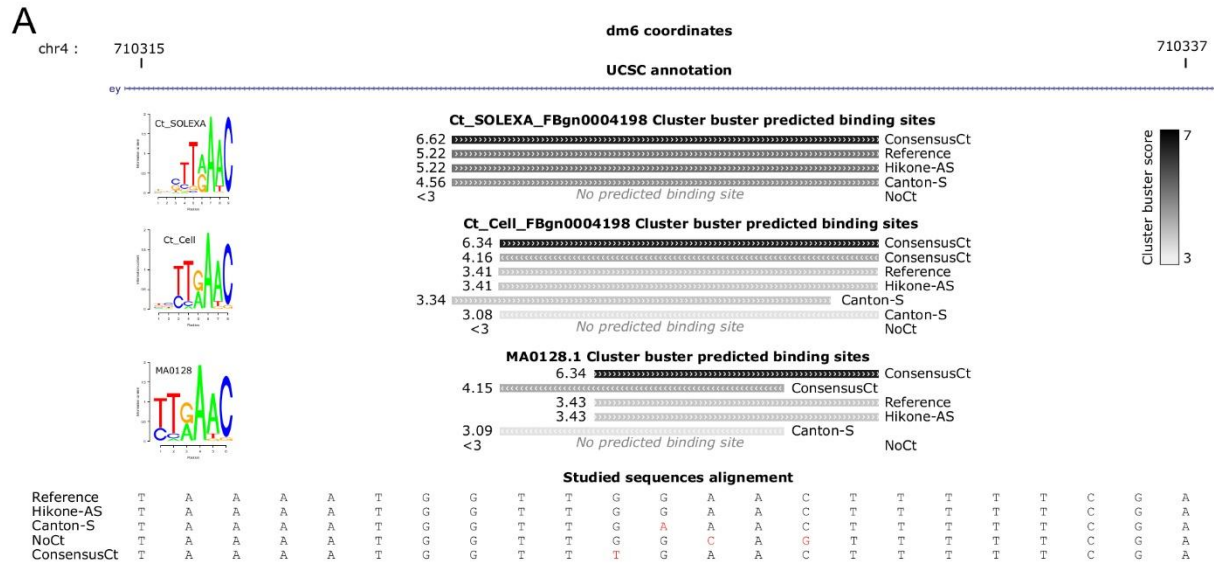 A
dm6 coordinates
chr4 : 710315 710337
UCSC annotation
ey
Ct_SOLEXA
Ct_SOLEXA_FBgn0004198 Cluster buster predicted binding sites
6.62 ConsensusCt
5.22 Reference
5.22 Hikone-AS
4.56 Canton-S
<3 No predicted binding site NoCt
7
Cluster buster score
3
Ct_Cell
Ct_Cell_FBgn0004198 Cluster buster predicted binding sites
6.34 ConsensusCt
4.16 ConsensusCt
3.41 Reference
3.41 Hikone-AS
3.34 Canton-S
3.08 Canton-S
<3 No predicted binding site NoCt
MA0128
MA0128.1 Cluster buster predicted binding sites
6.34 ConsensusCt
4.15 ConsensusCt
3.43 Reference
3.43 Hikone-AS
3.09 Canton-S
<3 No predicted binding site NoCt
Studied sequences alignement
Reference T A A A A T G G T T G G A A C T T T T T C G A
Hikone-AS T A A A A T G G T T G G A A C T T T T T C G A
Canton-S T A A A A T G G T T G A A A C T T T T T C G A
NoCt T A A A A T G G T T G G C A G T T T T T C G A
ConsensusCt T A A A A T G G T T T G A A C T T T T T C G A